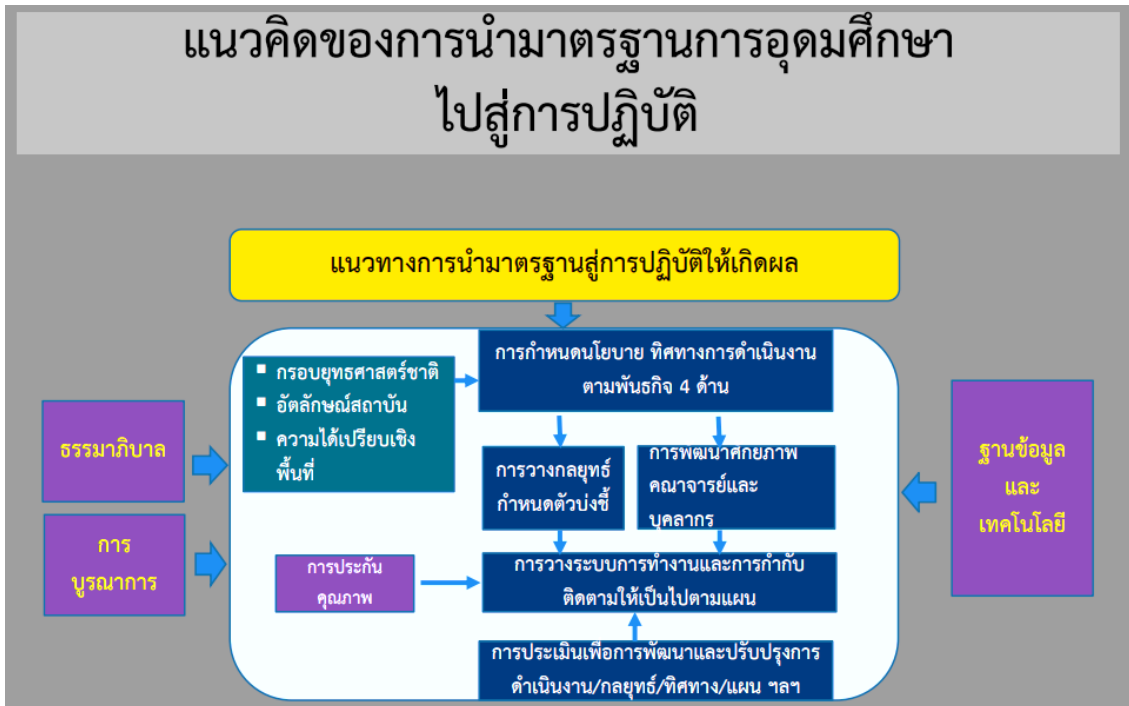 แนวคิดของการนำมาตรฐานการอุดมศึกษา
ไปสู่การปฏิบัติ
แนวทางการนำมาตรฐานสู่การปฏิบัติให้เกิดผล
การกำหนดนโยบาย ทิศทางการดำเนินงาน
ตามพันธกิจ 4 ด้าน
▪ กรอบยุทธศาสตร์ชาติ
▪ อัตลักษณ์สถาบัน
▪ ความได้เปรียบเชิง
พื้นที่
ธรรมาภิบาล
การ
บูรณาการ
การวางกลยุทธ์
กำหนดตัวบ่งชี้
การพัฒนาศักยภาพ
คณาจารย์และ
บุคลากร
ฐานข้อมูล
และ
เทคโนโลยี
การประกัน
คุณภาพ
การวางระบบการทำงานและการกำกับ
ติดตามให้เป็นไปตามแผน
การประเมินเพื่อการพัฒนาและปรับปรุงการ
ดำเนินงาน/กลยุทธ์/ทิศทาง/แผน ฯลฯ